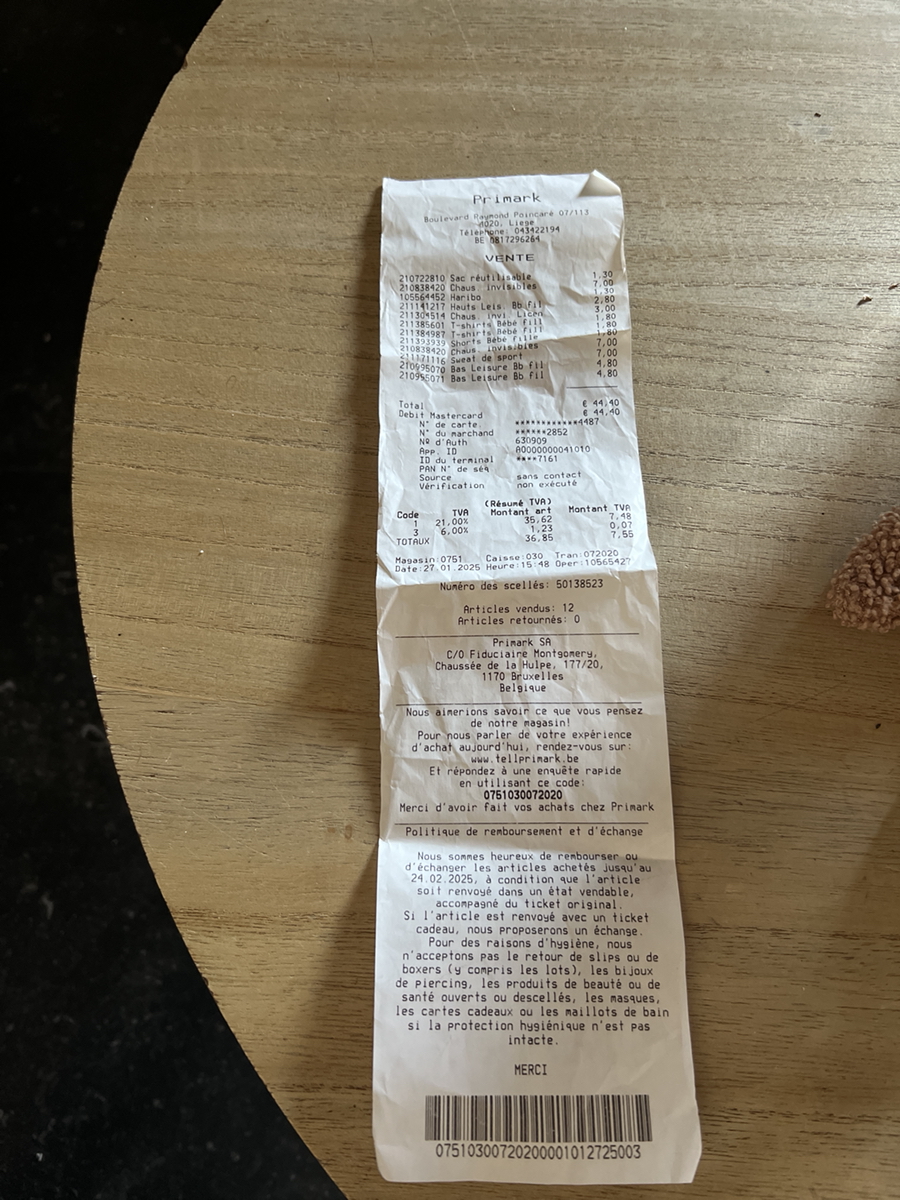 Primark
Boulevard Raymond Poincaré 07/113
4020, Liege
Téléphone: 043422194
BE 0817296264
VENTE
210722810 Sac réutilisable 1,30
210838420 Chaus. invisibles 7,00
105564452 Haribo 1,30
211141217 Hauts Leis. Bb fil 2,80
211304514 Chaus. invi. Licen 3,00
211385601 T-shirts Bébé fill 1,80
211384987 T-shirts Bébé fill 1,80
211393939 Shorts Bébé fille 1,80
210838420 Chaus. invisibles 7,00
211171116 Sweat de sport 7,00
210995070 Bas Leisure Bb fil 4,80
210995071 Bas Leisure Bb fil 4,80
Total € 44,40
Debit Mastercard € 44,40
N° de carte ************4487
N° du marchand ******2852
Nº d'Auth 630909
App. ID A0000000041010
ID du terminal ****7161
PAN N° de séq
Source sans contact
Vérification non exécuté
(Résumé TVA)
Code TVA Montant art Montant TVA
1 21,00% 35,62 7,48
3 6,00% 1,23 0,07
TOTAUX 36,85 7,55
Magasin:0751 Caisse:030 Tran:072020
Date:27.01.2025 Heure:15:48 Oper:10565427
Numéro des scellés: 50138523
Articles vendus: 12
Articles retournés: 0
Primark SA
C/O Fiduciaire Montgomery,
Chaussée de la Hulpe, 177/20,
1170 Bruxelles
Belgique
Nous aimerions savoir ce que vous pensez
de notre magasin!
Pour nous parler de votre expérience
d'achat aujourd'hui, rendez-vous sur:
www.tellprimark.be
Et répondez à une enquête rapide
en utilisant ce code:
0751030072020
Merci d'avoir fait vos achats chez Primark
Politique de remboursement et d'échange
Nous sommes heureux de rembourser ou
d'échanger les articles achetés jusqu'au
24.02.2025, à condition que l'article
soit renvoyé dans un état vendable,
accompagné du ticket original.
Si l'article est renvoyé avec un ticket
cadeau, nous proposerons un échange.
Pour des raisons d'hygiène, nous
n'acceptons pas le retour de slips ou de
boxers (y compris les lots), les bijoux
de piercing, les produits de beauté ou de
santé ouverts ou descellés, les masques,
les cartes cadeaux ou les maillots de bain
si la protection hygiénique n'est pas
intacte.
MERCI
07510300720200001012725003